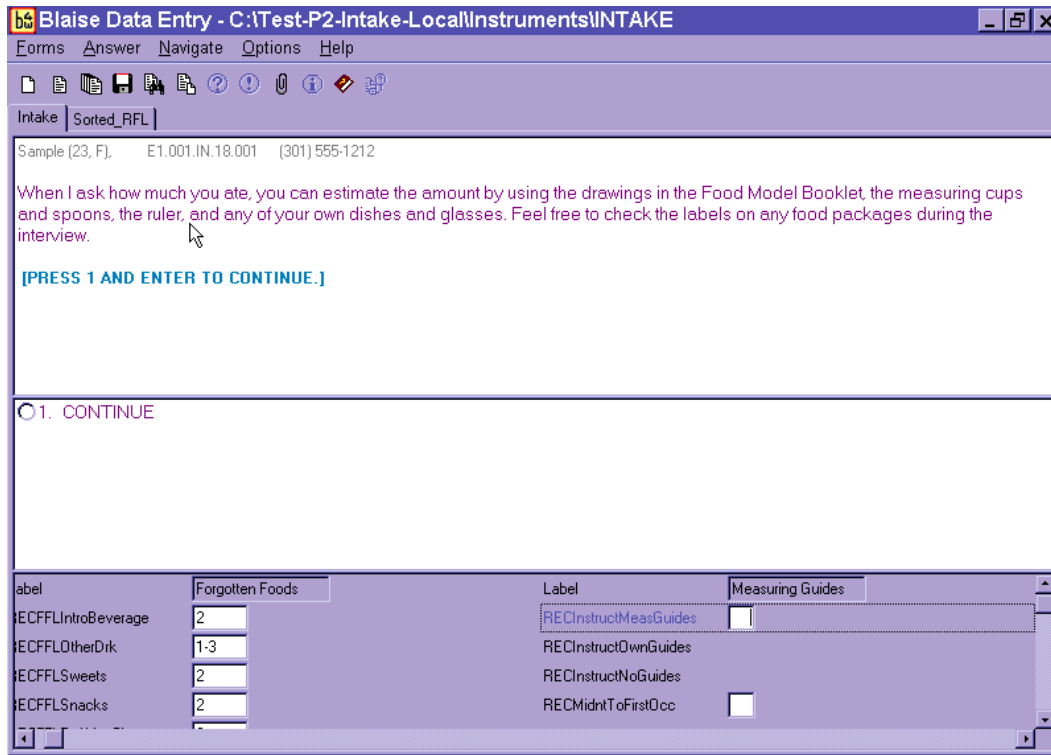 Blaise Data Entry - C:\Test-P2-Intake-Local\Instruments\INTAKE
Forms Answer Navigate Options Help
Intake Sorted_RFL
Sample (23, F), E1.001.IN.18.001 (301) 555-1212
When I ask how much you ate, you can estimate the amount by using the drawings in the Food Model Booklet, the measuring cups
and spoons, the ruler, and any of your own dishes and glasses. Feel free to check the labels on any food packages during the
interview.
[PRESS 1 AND ENTER TO CONTINUE.]
1. CONTINUE
abel Forgotten Foods Label Measuring Guides
RECFFLIntroBeverage 2 RECInstructMeasGuides
RECFFLOtherDrk 1-3 RECInstructOwnGuides
RECFFLSweets 2 RECInstructNoGuides
RECFFLSnacks 2 RECMidntToFirstOcc